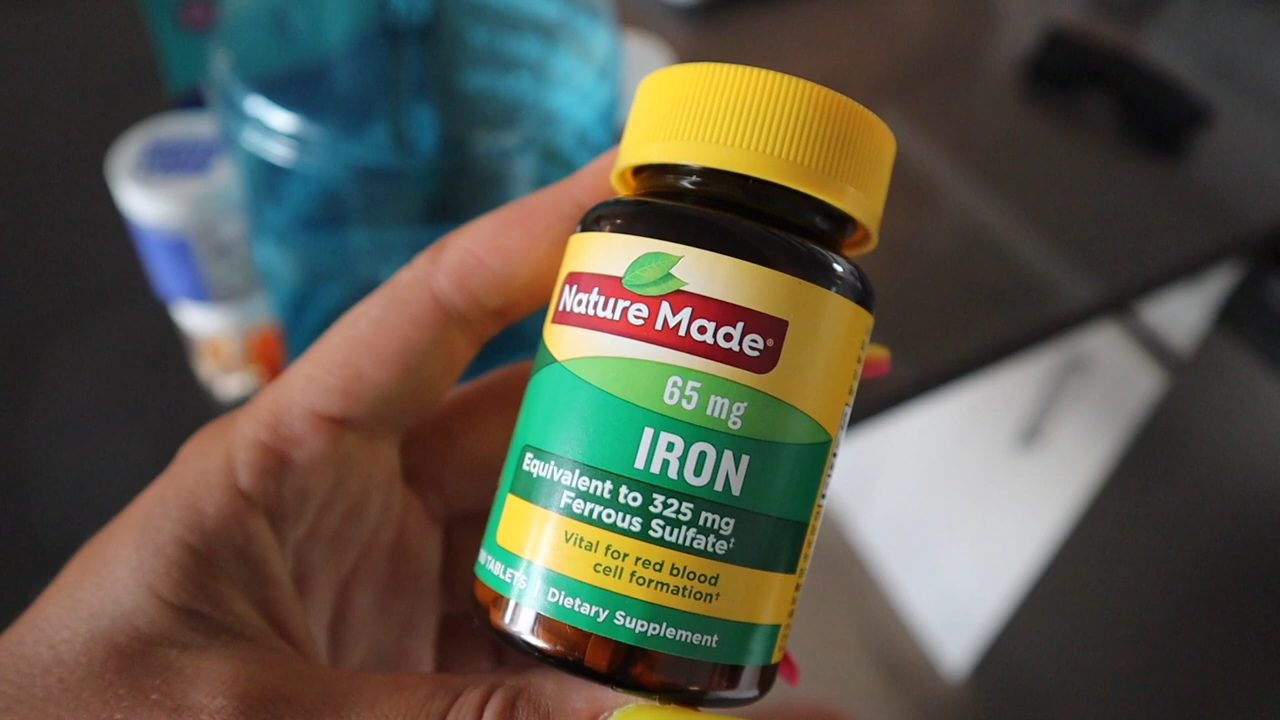 Nature Made®
65 mg
IRON
Equivalent to 325 mg
Ferrous Sulfate‡
Vital for red blood
cell formation†
TABLETS | Dietary Supplement